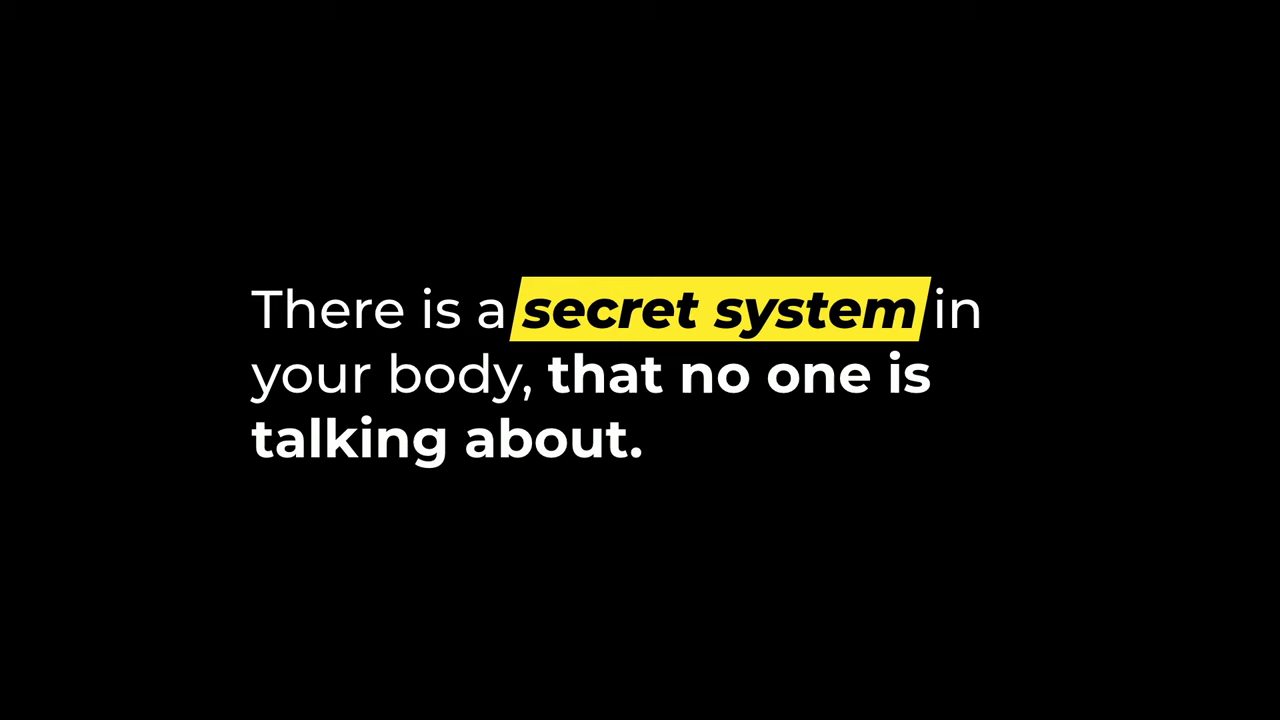 There is a secret system in
your body, that no one is
talking about.